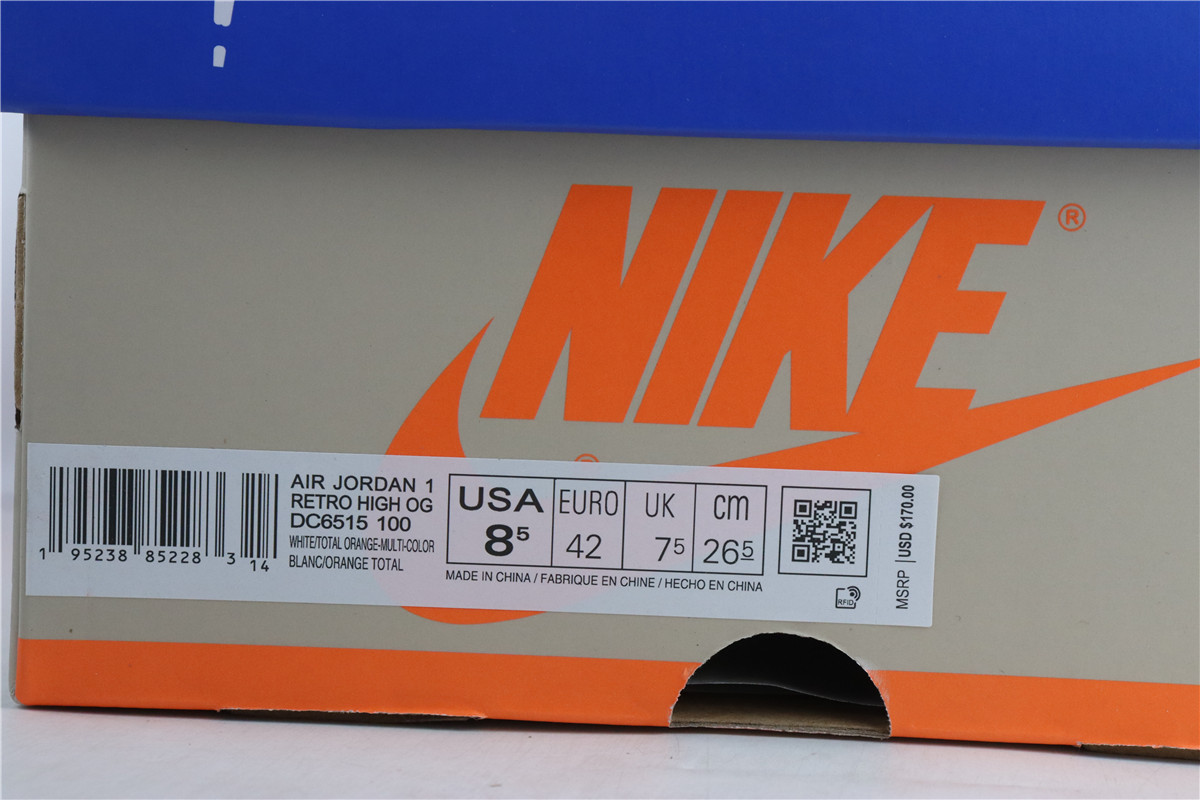 NIKE®
®
AIR JORDAN 1
RETRO HIGH OG
DC6515 100
WHITE/TOTAL ORANGE-MULTI-COLOR
BLANC/ORANGE TOTAL
1 95238 85228 3 14
USA EURO UK cm
8⁵ 42 7⁵ 26⁵
MADE IN CHINA / FABRIQUE EN CHINE / HECHO EN CHINA
RFID
MSRP | USD $170.00